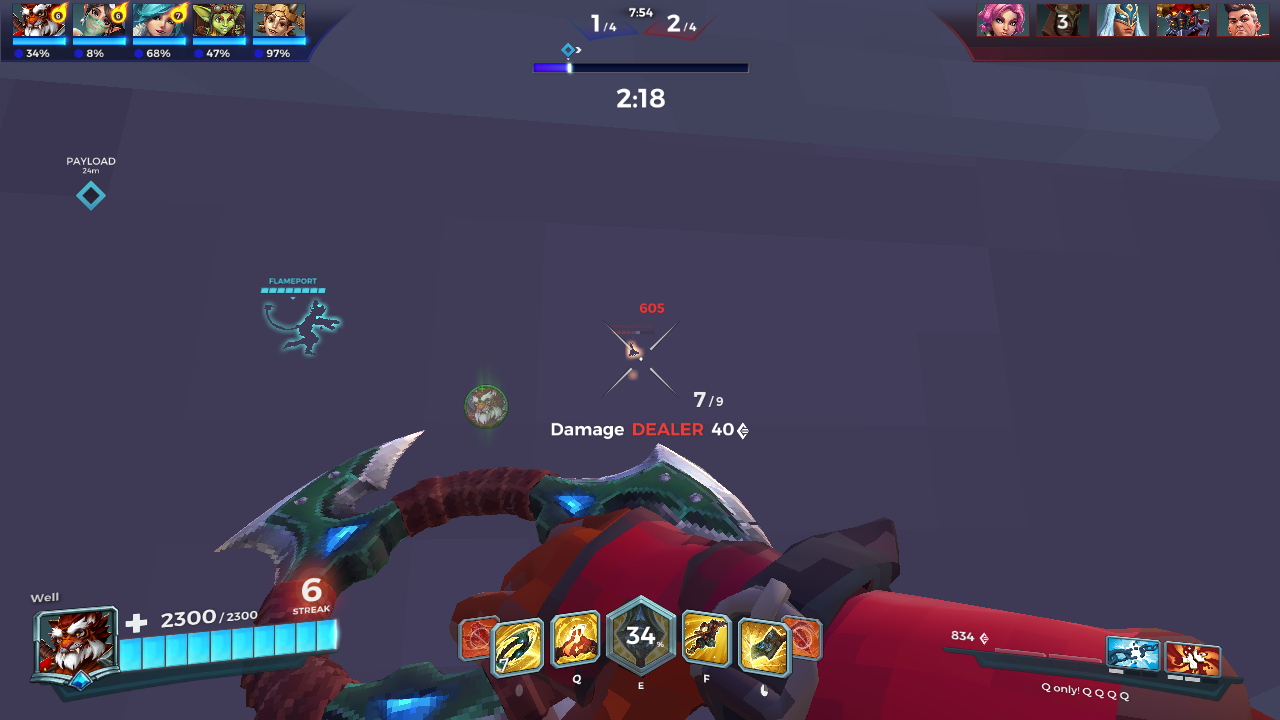 6
6
7
34%
8%
68%
47%
97%
1/4
7:54
2/4
3
2:18
PAYLOAD
24m
FLAMEPORT
605
7/9
Damage DEALER 40
Well
2300/2300
6
STREAK
34%
Q
E
F
834
Q only! Q Q Q Q